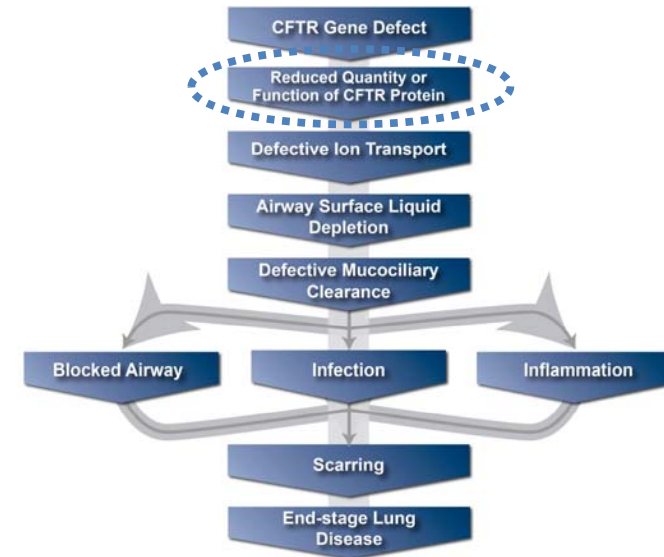 CFTR Gene Defect
Reduced Quantity or
Function of CFTR Protein
Defective Ion Transport
Airway Surface Liquid
Depletion
Defective Mucociliary
Clearance
Blocked Airway
Infection
Inflammation
Scarring
End-stage Lung
Disease